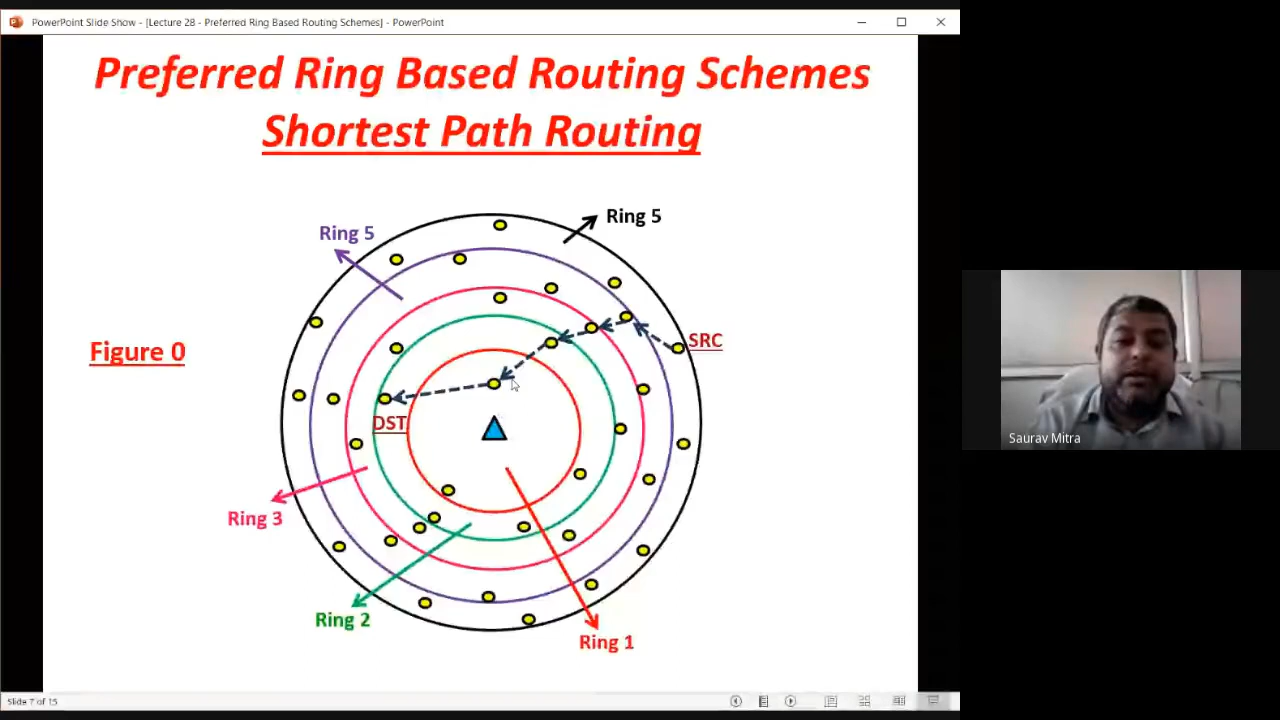 PowerPoint Slide Show - [Lecture 28 - Preferred Ring Based Routing Schemes] - PowerPoint
Preferred Ring Based Routing Schemes
Shortest Path Routing
Ring 5
Ring 5
Figure 0
SRC
DST
Saurav Mitra
Ring 3
Ring 2
Ring 1
Slide 7 of 15